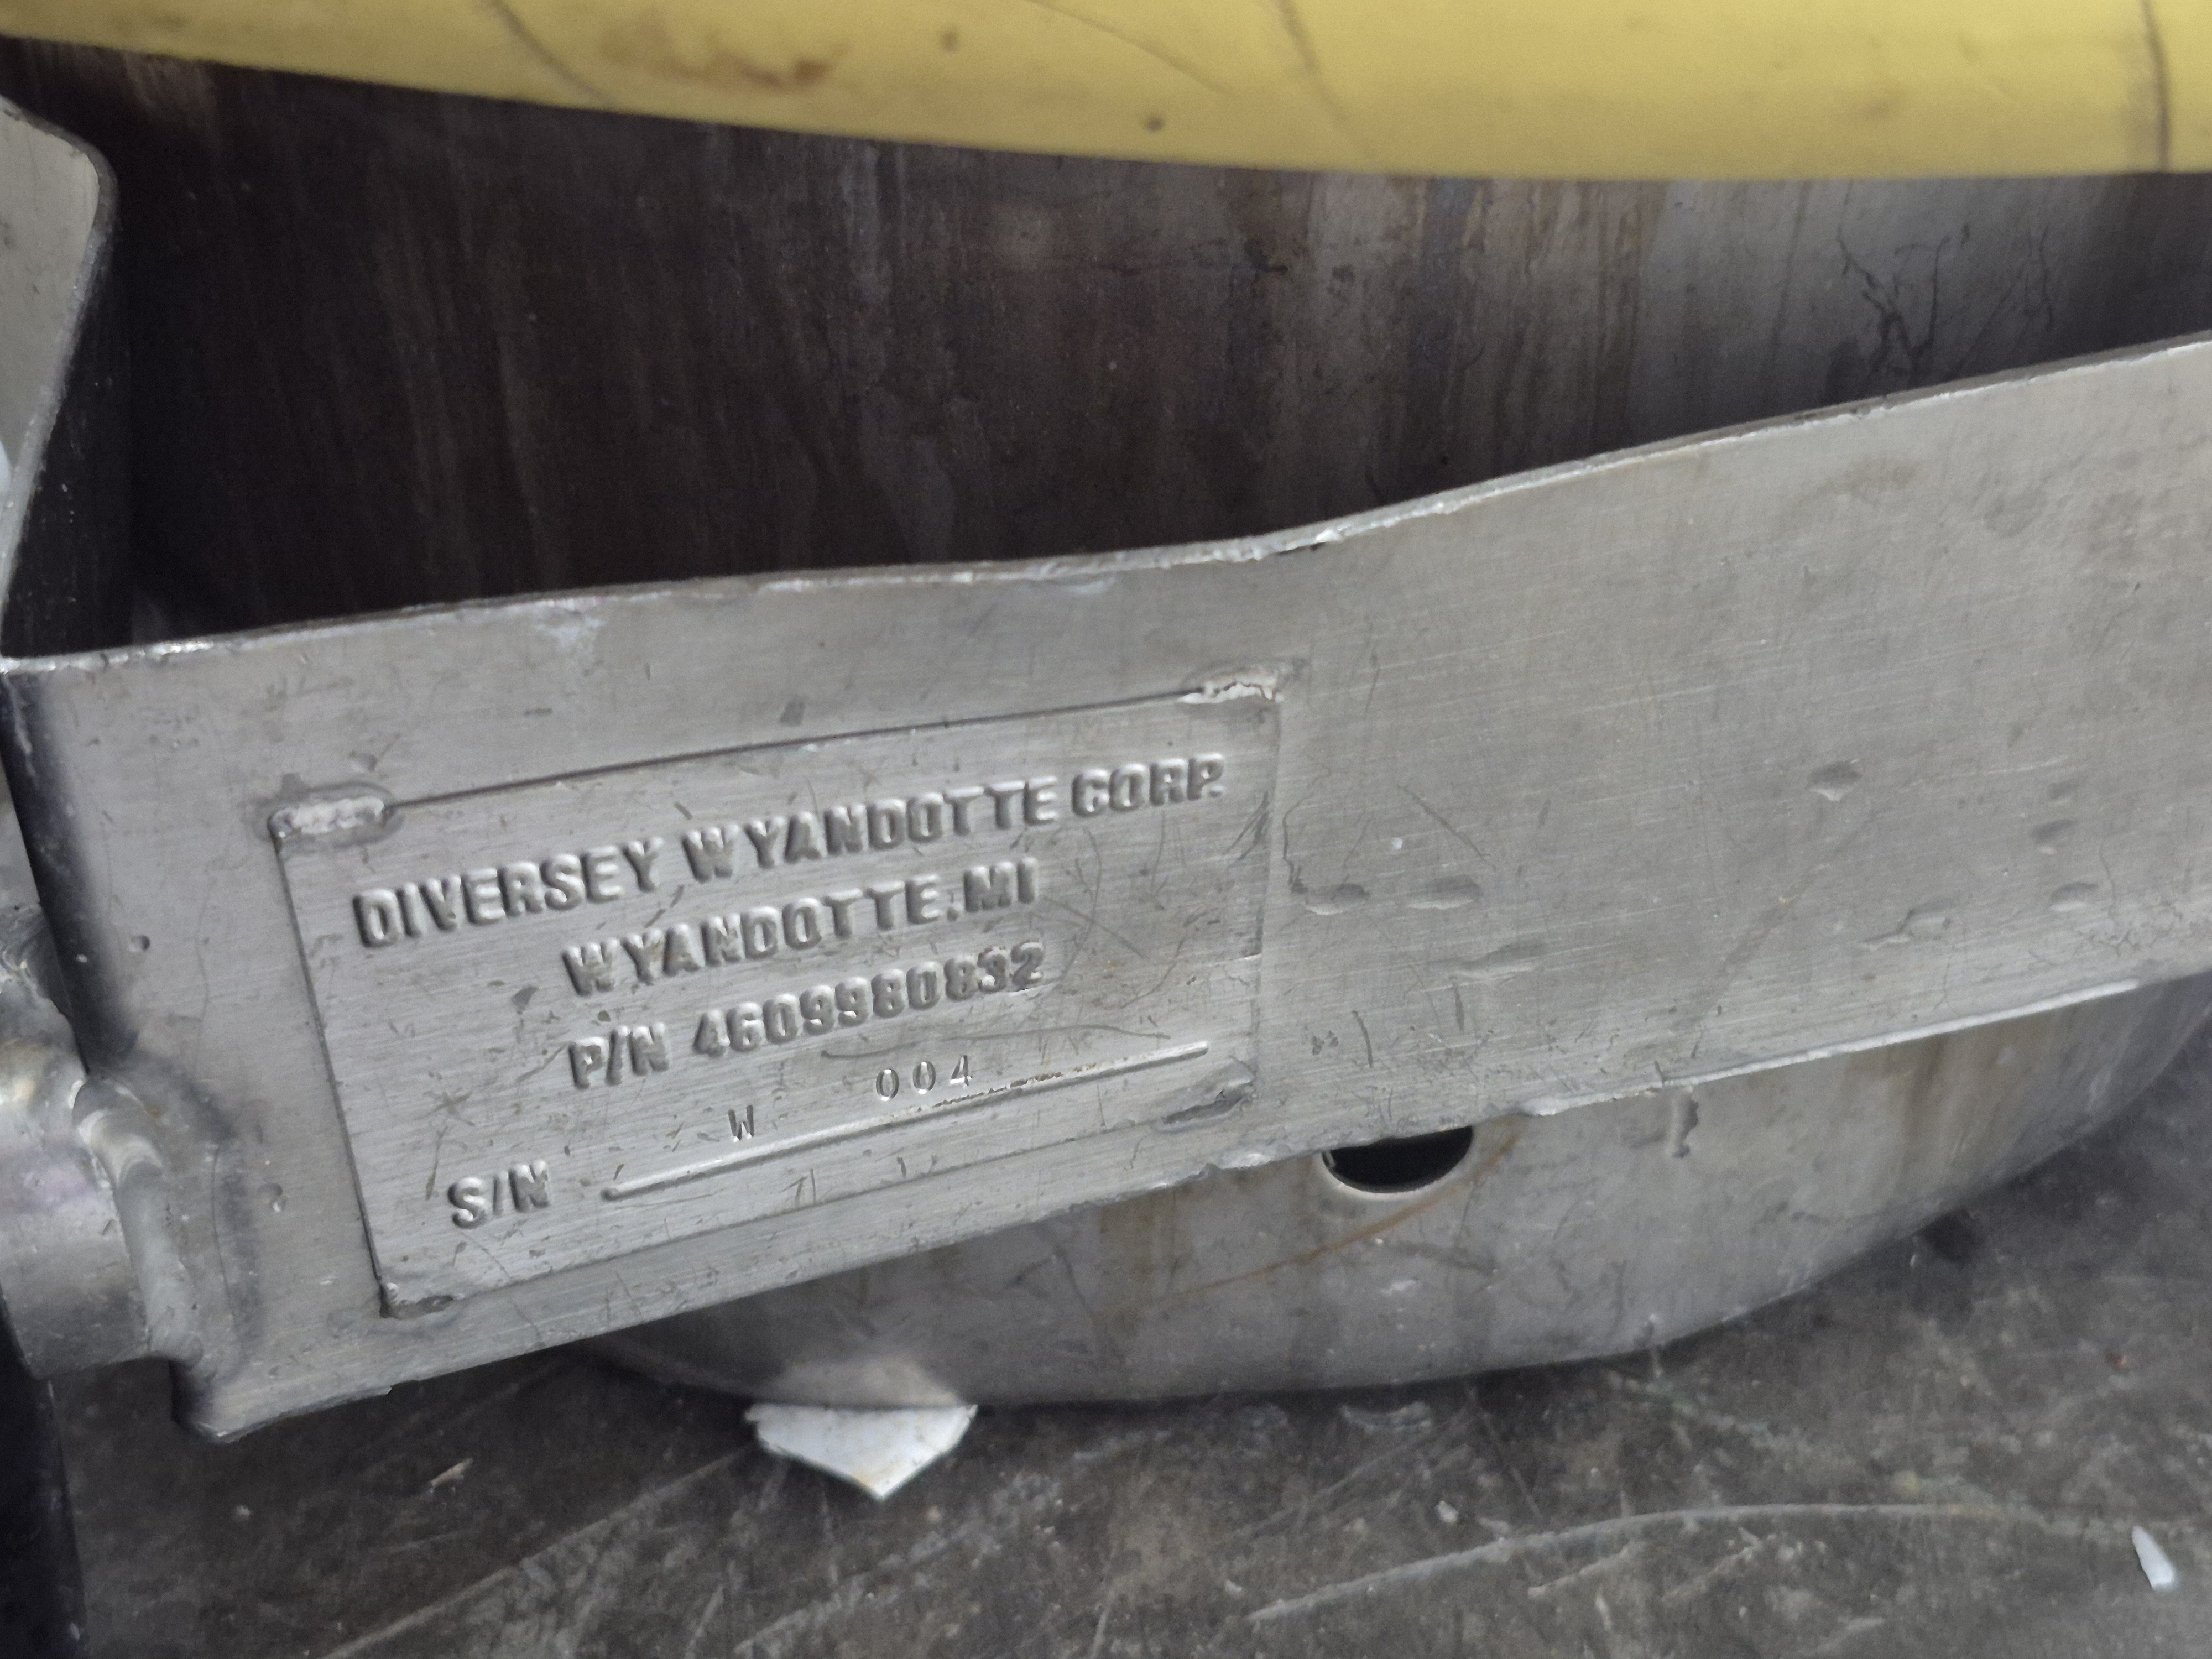 DIVERSEY WYANDOTTE CORP.
WYANDOTTE, MI
P/N 4609980832
S/N W 004